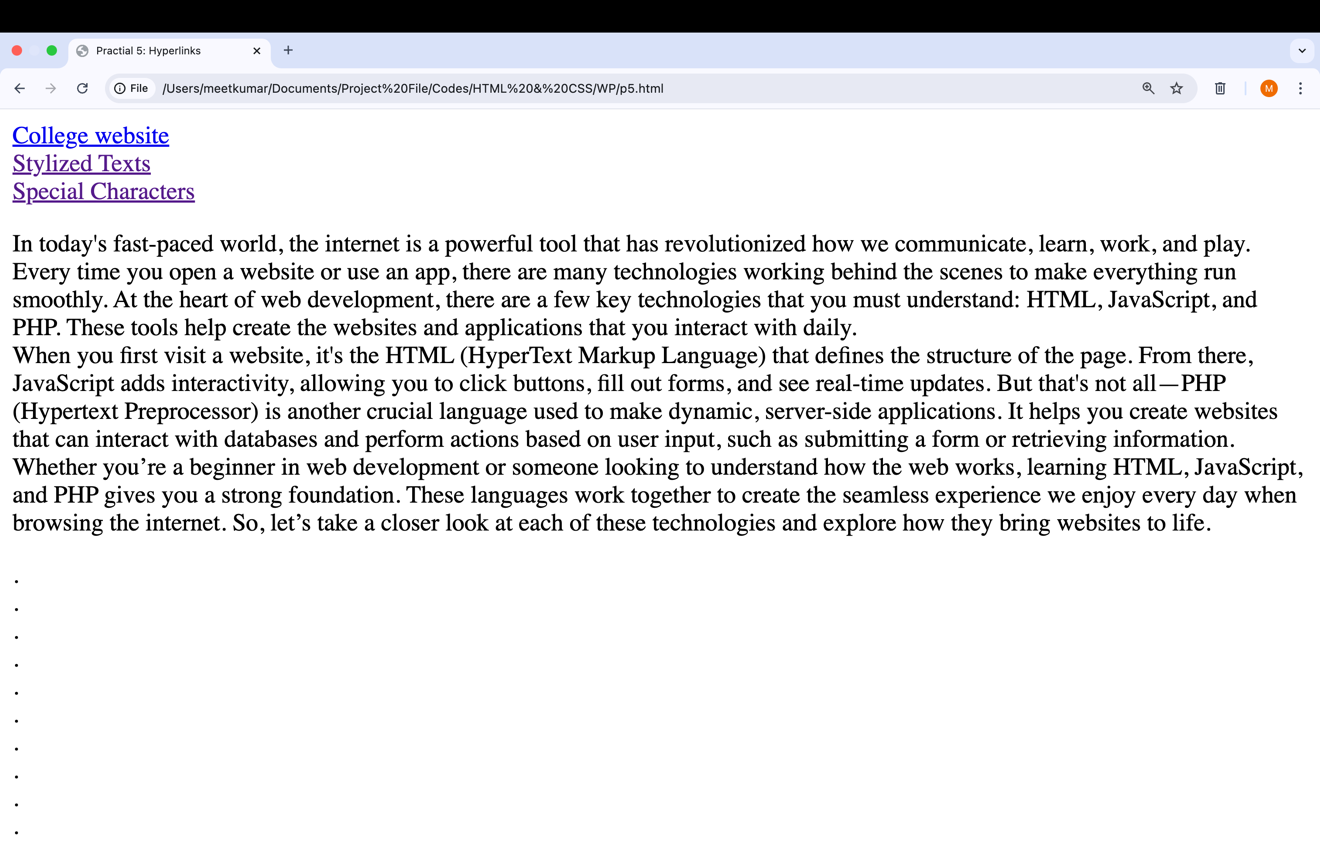 Practial 5: Hyperlinks
File
/Users/meetkumar/Documents/Project%20File/Codes/HTML%20&%20CSS/WP/p5.html
M
College website
Stylized Texts
Special Characters
In today's fast-paced world, the internet is a powerful tool that has revolutionized how we communicate, learn, work, and play.
Every time you open a website or use an app, there are many technologies working behind the scenes to make everything run
smoothly. At the heart of web development, there are a few key technologies that you must understand: HTML, JavaScript, and
PHP. These tools help create the websites and applications that you interact with daily.
When you first visit a website, it's the HTML (HyperText Markup Language) that defines the structure of the page. From there,
JavaScript adds interactivity, allowing you to click buttons, fill out forms, and see real-time updates. But that's not all—PHP
(Hypertext Preprocessor) is another crucial language used to make dynamic, server-side applications. It helps you create websites
that can interact with databases and perform actions based on user input, such as submitting a form or retrieving information.
Whether you’re a beginner in web development or someone looking to understand how the web works, learning HTML, JavaScript,
and PHP gives you a strong foundation. These languages work together to create the seamless experience we enjoy every day when
browsing the internet. So, let’s take a closer look at each of these technologies and explore how they bring websites to life.
.
.
.
.
.
.
.
.
.
.